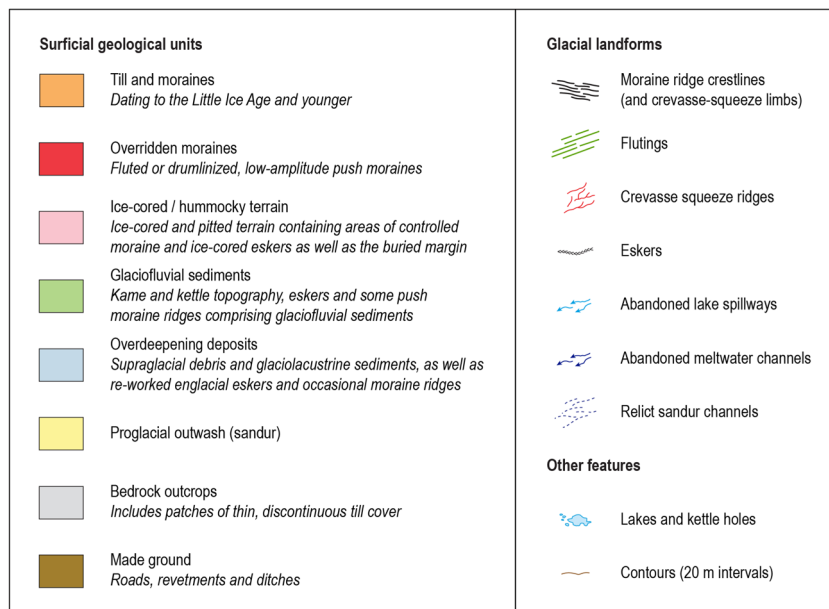 Surficial geological units
Till and moraines
Dating to the Little Ice Age and younger
Overridden moraines
Fluted or drumlinized, low-amplitude push moraines
Ice-cored / hummocky terrain
Ice-cored and pitted terrain containing areas of controlled
moraine and ice-cored eskers as well as the buried margin
Glaciofluvial sediments
Kame and kettle topography, eskers and some push
moraine ridges comprising glaciofluvial sediments
Overdeepening deposits
Supraglacial debris and glaciolacustrine sediments, as well as
re-worked englacial eskers and occasional moraine ridges
Proglacial outwash (sandur)
Bedrock outcrops
Includes patches of thin, discontinuous till cover
Made ground
Roads, revetments and ditches
Glacial landforms
Moraine ridge crestlines
(and crevasse-squeeze limbs)
Flutings
Crevasse squeeze ridges
Eskers
Abandoned lake spillways
Abandoned meltwater channels
Relict sandur channels
Other features
Lakes and kettle holes
Contours (20 m intervals)